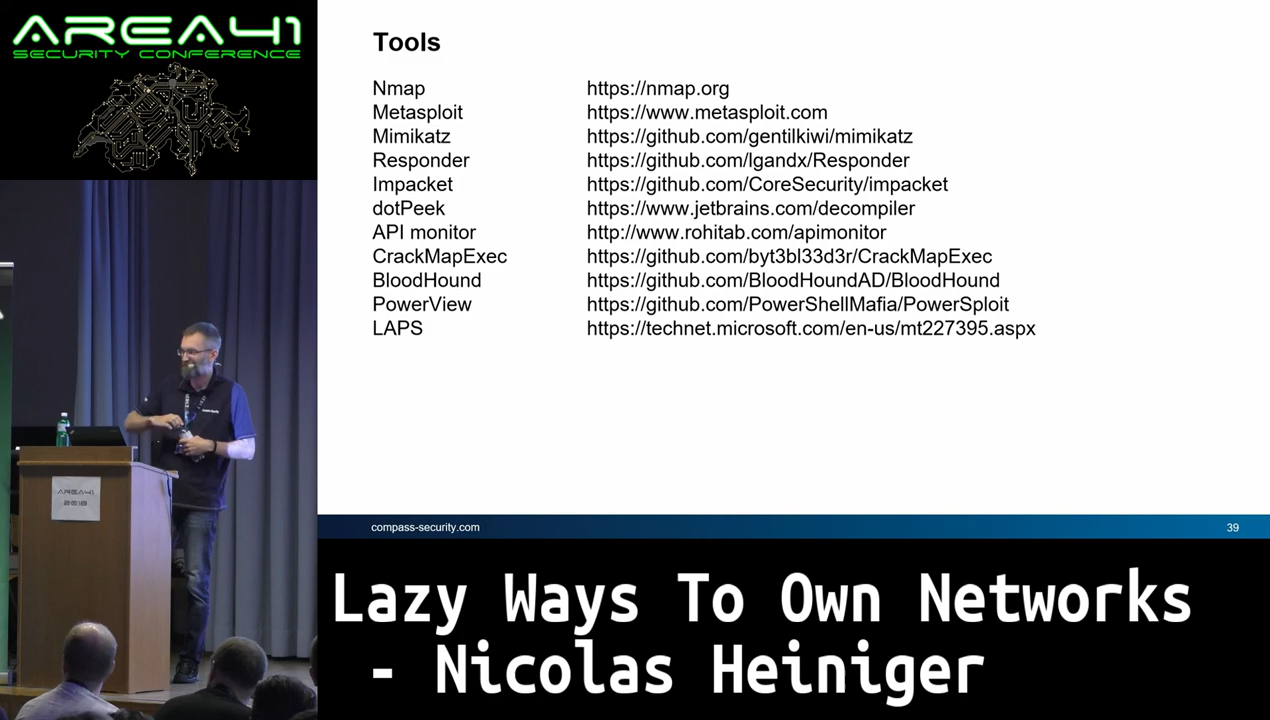 AREA41
SECURITY CONFERENCE
Tools
Nmap https://nmap.org
Metasploit https://www.metasploit.com
Mimikatz https://github.com/gentilkiwi/mimikatz
Responder https://github.com/lgandx/Responder
Impacket https://github.com/CoreSecurity/impacket
dotPeek https://www.jetbrains.com/decompiler
API monitor http://www.rohitab.com/apimonitor
CrackMapExec https://github.com/byt3bl33d3r/CrackMapExec
BloodHound https://github.com/BloodHoundAD/BloodHound
PowerView https://github.com/PowerShellMafia/PowerSploit
LAPS https://technet.microsoft.com/en-us/mt227395.aspx
AREA41
2018
compass-security.com 39
Lazy Ways To Own Networks
- Nicolas Heiniger